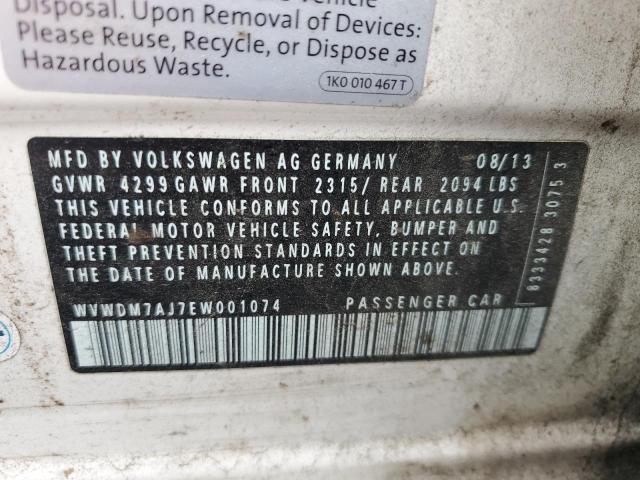 Vehicle
Disposal. Upon Removal of Devices:
Please Reuse, Recycle, or Dispose as
Hazardous Waste.
1K0 010 467 T
MFD BY VOLKSWAGEN AG GERMANY 08/13
GVWR 4299 GAWR FRONT 2315/ REAR 2094 LBS
THIS VEHICLE CONFORMS TO ALL APPLICABLE U.S.
FEDERAL MOTOR VEHICLE SAFETY, BUMPER AND
THEFT PREVENTION STANDARDS IN EFFECT ON
THE DATE OF MANUFACTURE SHOWN ABOVE.
WVWDM7AJ7EW001074 PASSENGER CAR
8333428 3075 3